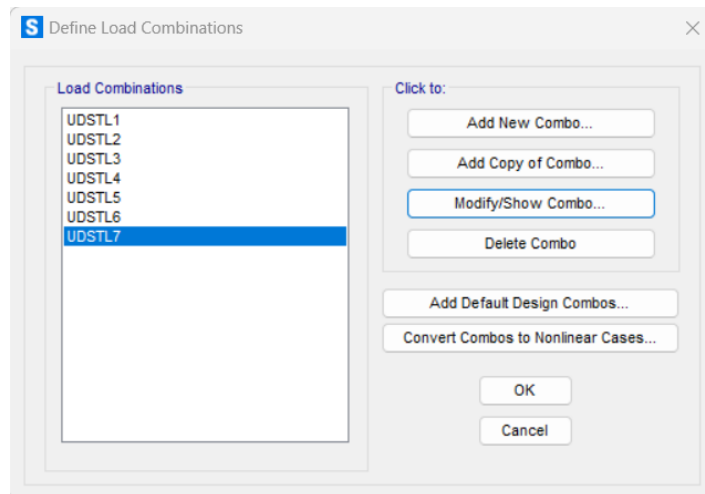 S Define Load Combinations
Load Combinations
UDSTL1
UDSTL2
UDSTL3
UDSTL4
UDSTL5
UDSTL6
UDSTL7
Click to:
Add New Combo...
Add Copy of Combo...
Modify/Show Combo...
Delete Combo
Add Default Design Combos...
Convert Combos to Nonlinear Cases...
OK
Cancel